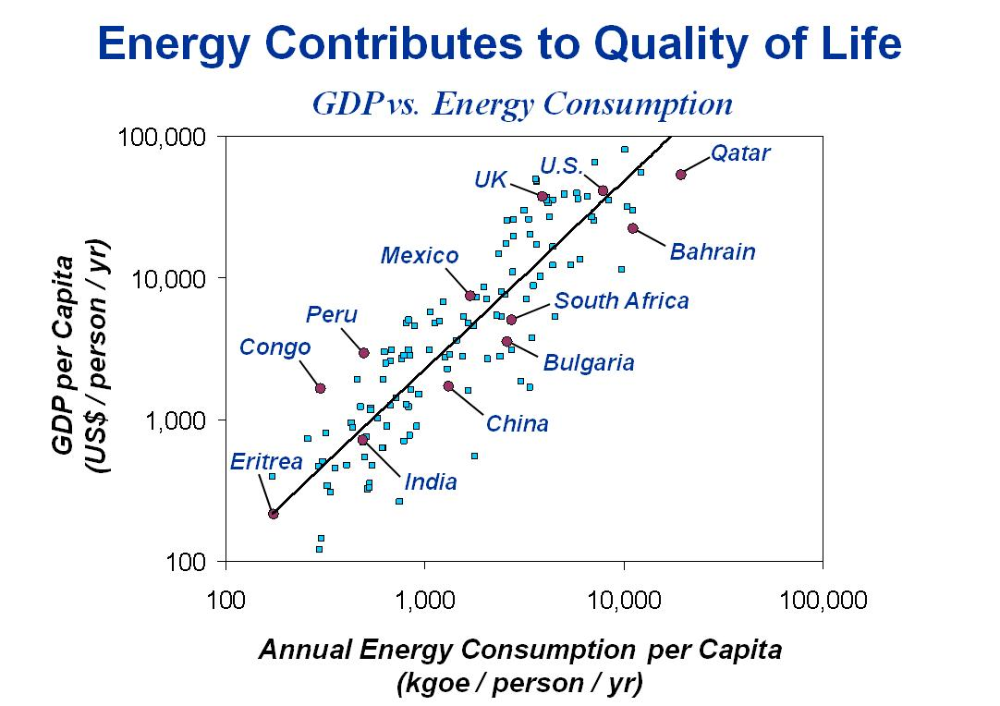 Energy Contributes to Quality of Life
GDP vs. Energy Consumption
100,000
10,000
1,000
100
GDP per Capita
(US$ / person / yr)
Qatar
U.S.
UK
Bahrain
Mexico
South Africa
Peru
Congo
Bulgaria
China
Eritrea
India
100
1,000
10,000
100,000
Annual Energy Consumption per Capita
(kgoe / person / yr)